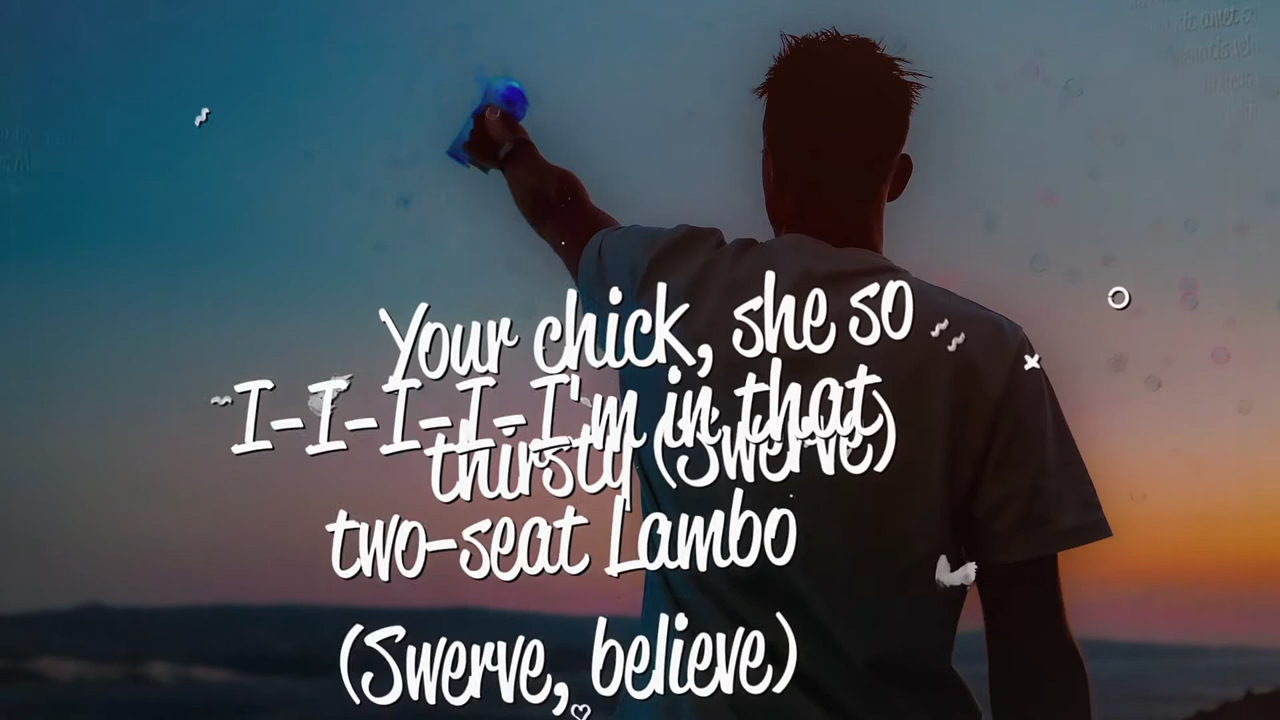 Your chick, she so
I-I-I-I-I'm in that
thirsty (Swerve)
two-seat Lambo
(Swerve, believe)